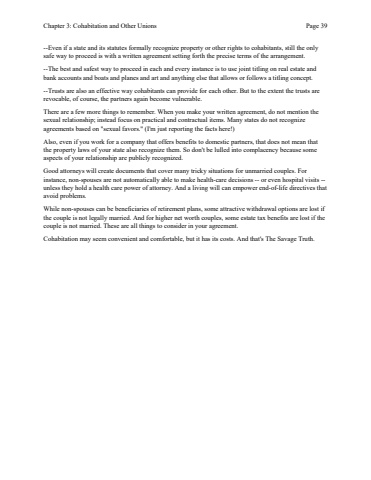 Chapter 3: Cohabitation and Other Unions Page 39
--Even if a state and its statutes formally recognize property or other rights to cohabitants, still the only
safe way to proceed is with a written agreement setting forth the precise terms of the arrangement.
--The best and safest way to proceed in each and every instance is to use joint titling on real estate and
bank accounts and boats and planes and art and anything else that allows or follows a titling concept.
--Trusts are also an effective way cohabitants can provide for each other. But to the extent the trusts are
revocable, of course, the partners again become vulnerable.
There are a few more things to remember. When you make your written agreement, do not mention the
sexual relationship; instead focus on practical and contractual items. Many states do not recognize
agreements based on "sexual favors." (I'm just reporting the facts here!)
Also, even if you work for a company that offers benefits to domestic partners, that does not mean that
the property laws of your state also recognize them. So don't be lulled into complacency because some
aspects of your relationship are publicly recognized.
Good attorneys will create documents that cover many tricky situations for unmarried couples. For
instance, non-spouses are not automatically able to make health-care decisions -- or even hospital visits --
unless they hold a health care power of attorney. And a living will can empower end-of-life directives that
avoid problems.
While non-spouses can be beneficiaries of retirement plans, some attractive withdrawal options are lost if
the couple is not legally married. And for higher net worth couples, some estate tax benefits are lost if the
couple is not married. These are all things to consider in your agreement.
Cohabitation may seem convenient and comfortable, but it has its costs. And that's The Savage Truth.